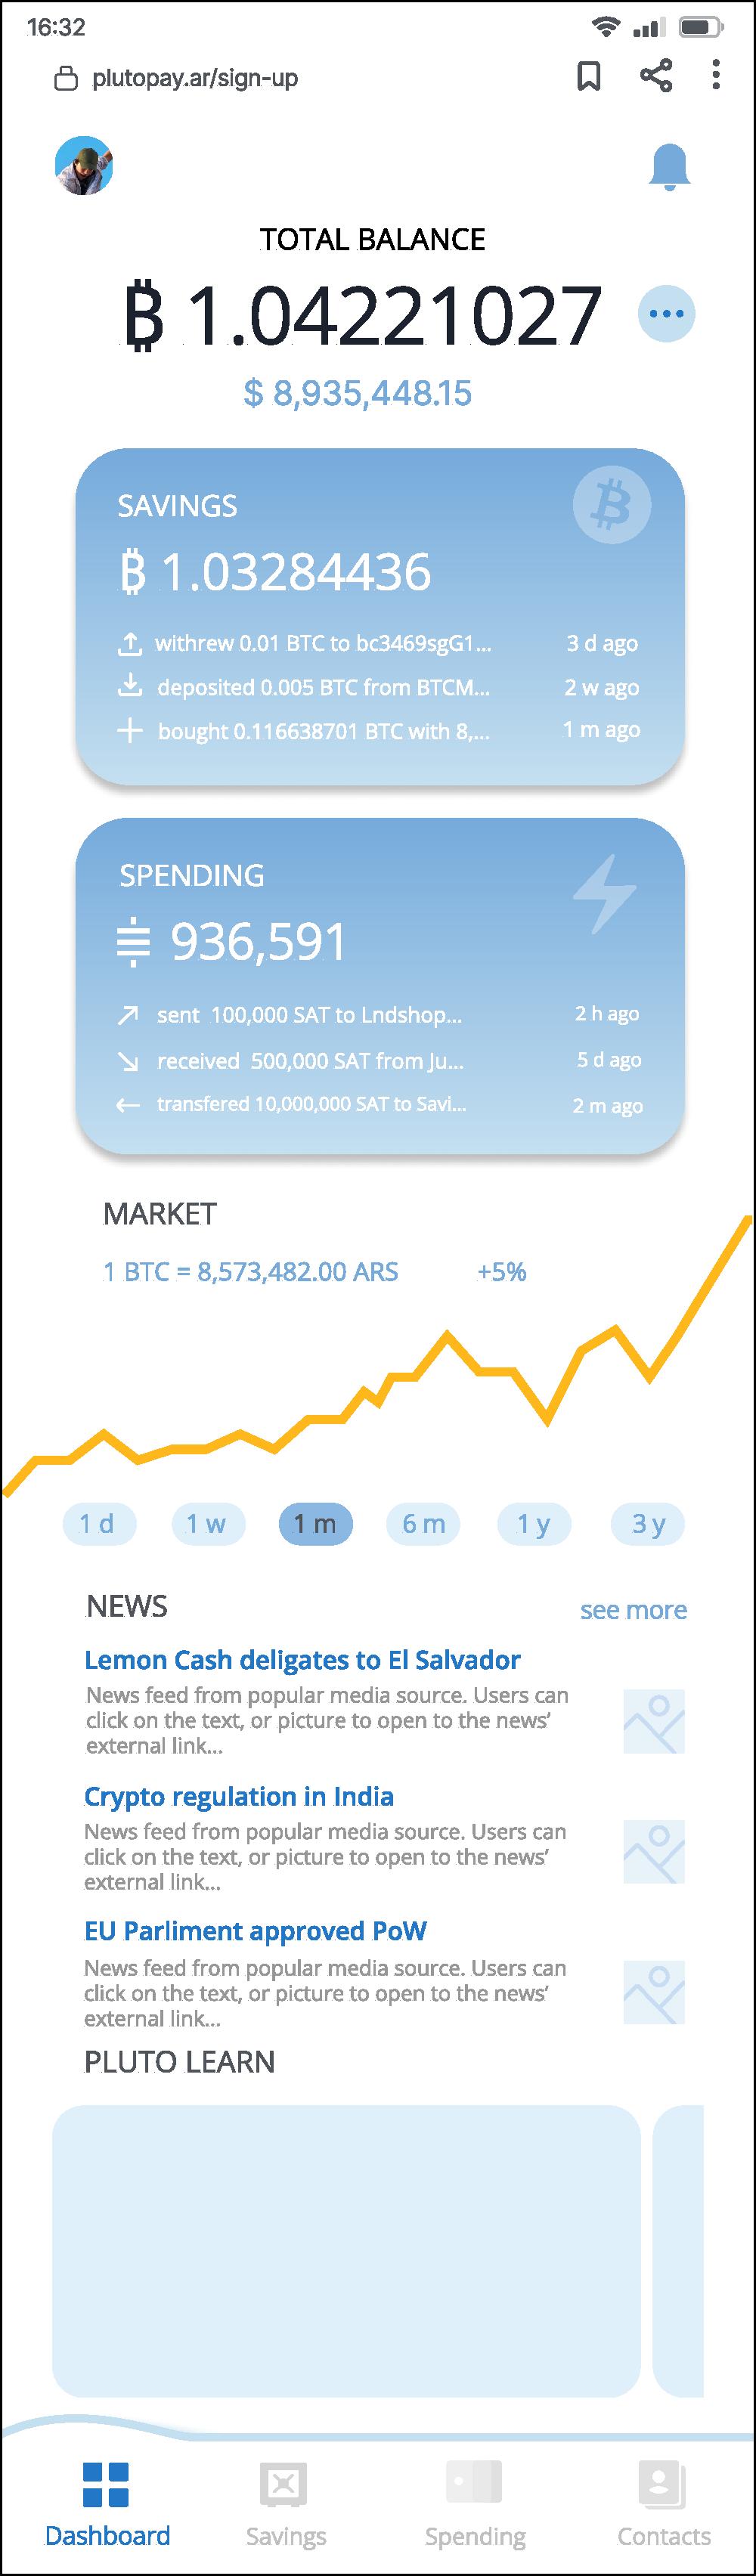 16:32
plutopay.ar/sign-up
TOTAL BALANCE
₿ 1.04221027
$ 8,935,448.15
SAVINGS
₿ 1.03284436
withrew 0.01 BTC to bc3469sgG1... 3 d ago
deposited 0.005 BTC from BTCM... 2 w ago
bought 0.116638701 BTC with 8,... 1 m ago
SPENDING
936,591
sent 100,000 SAT to Lndshop... 2 h ago
received 500,000 SAT from Ju... 5 d ago
transfered 10,000,000 SAT to Savi... 2 m ago
MARKET
1 BTC = 8,573,482.00 ARS +5%
1 d 1 w 1 m 6 m 1 y 3 y
NEWS see more
Lemon Cash deligates to El Salvador
News feed from popular media source. Users can
click on the text, or picture to open to the news’
external link...
Crypto regulation in India
News feed from popular media source. Users can
click on the text, or picture to open to the news’
external link...
EU Parliment approved PoW
News feed from popular media source. Users can
click on the text, or picture to open to the news’
external link...
PLUTO LEARN
Dashboard Savings Spending Contacts